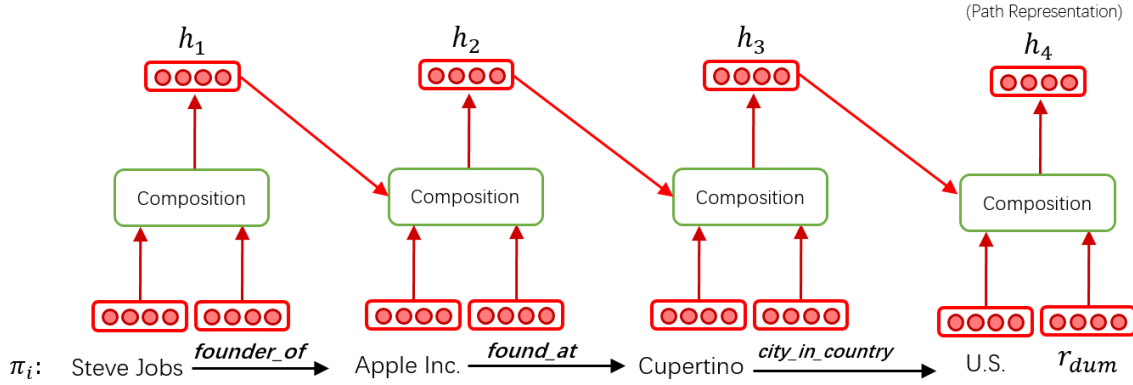 (Path Representation)
h₁ h₂ h₃ h₄
Composition Composition Composition Composition
πᵢ: Steve Jobs founder_of Apple Inc. found_at Cupertino city_in_country U.S. r_dum